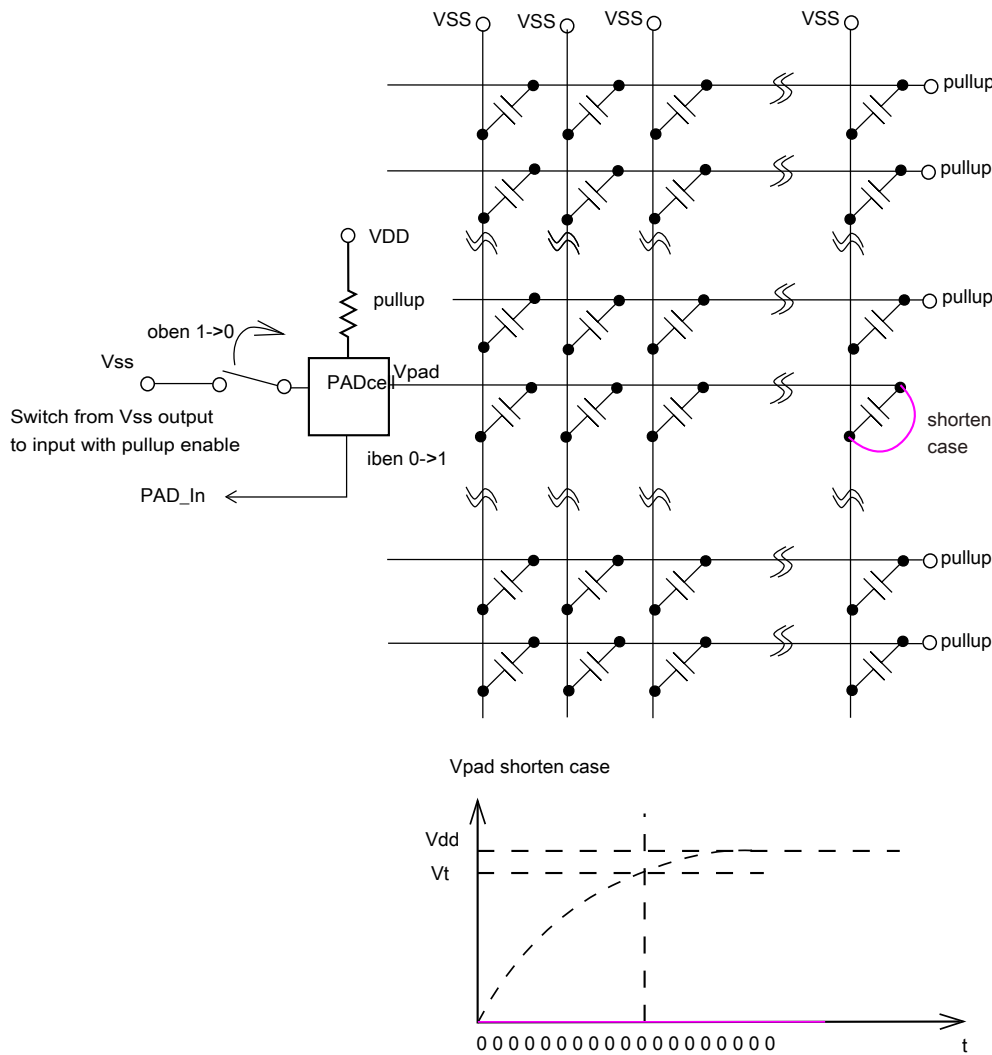 VSS VSS VSS VSS
pullup
pullup
VDD
pullup
pullup
oben 1->0
Vss
PADcell
Vpad
Switch from Vss output
to input with pullup enable
shorten
case
iben 0->1
PAD_In
pullup
pullup
Vpad shorten case
Vdd
Vt
0 0 0 0 0 0 0 0 0 0 0 0 0 0 0 0 0 0 0 0
t